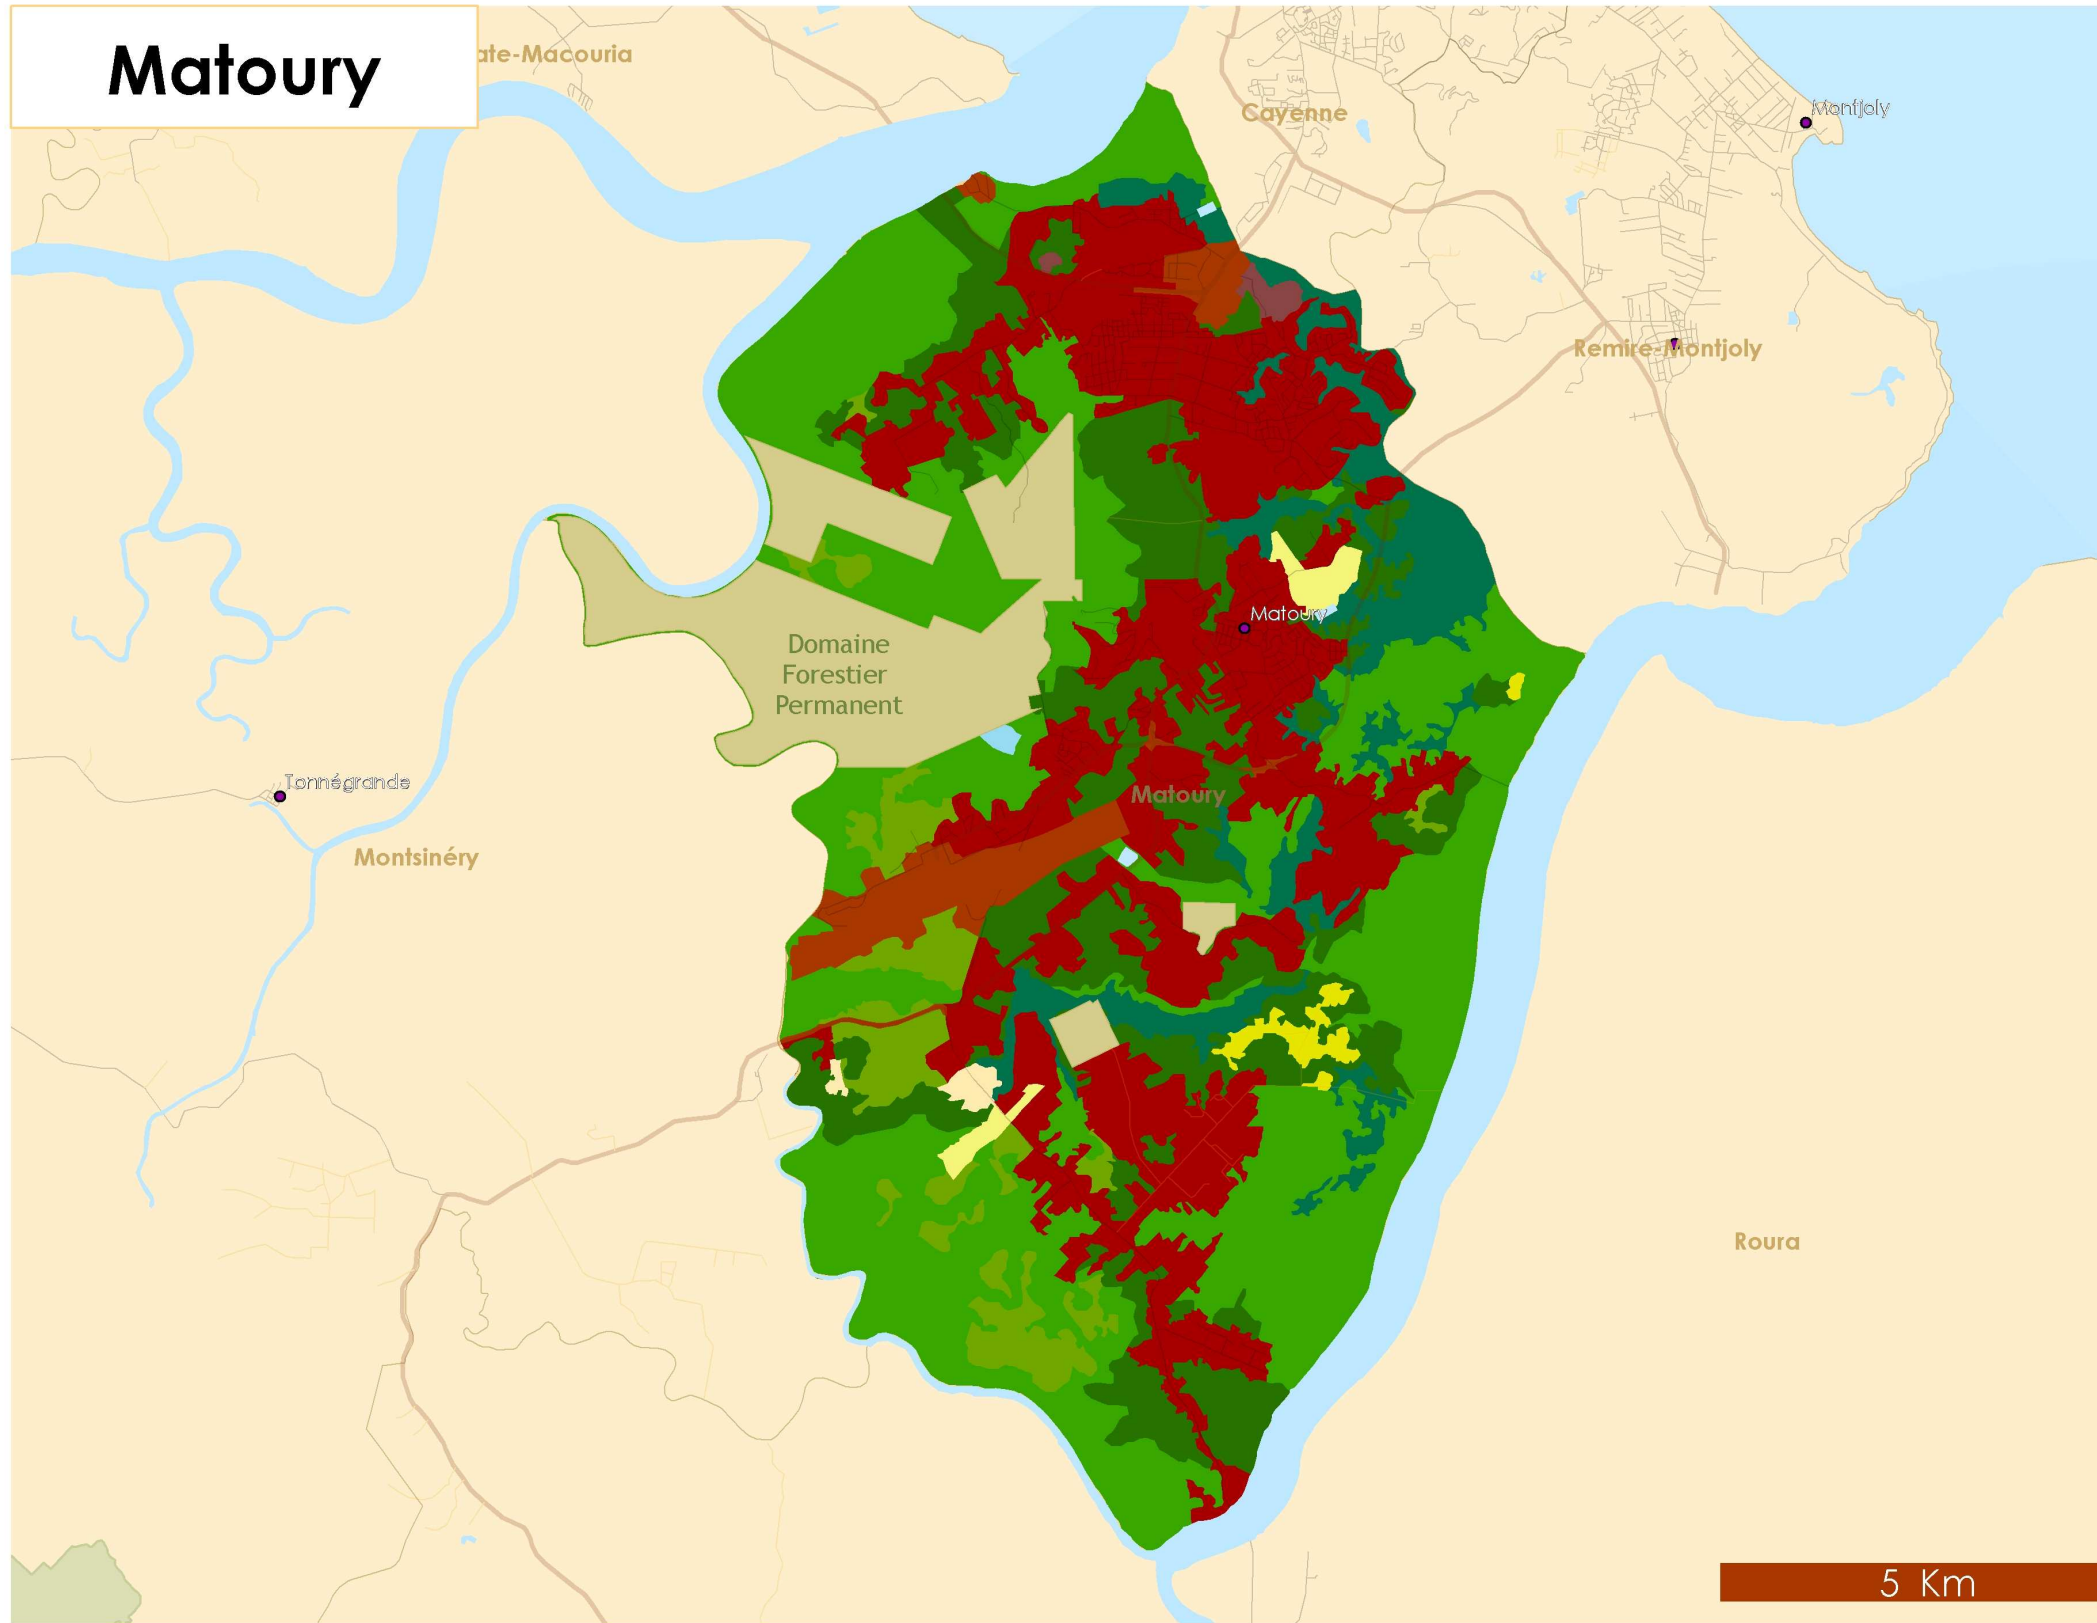 Matoury
ate-Macouria
Cayenne
Montjoly
Remire-Montjoly
Matoury
Domaine
Forestier
Permanent
Tonnégrande
Matoury
Montsinéry
Roura
5 Km